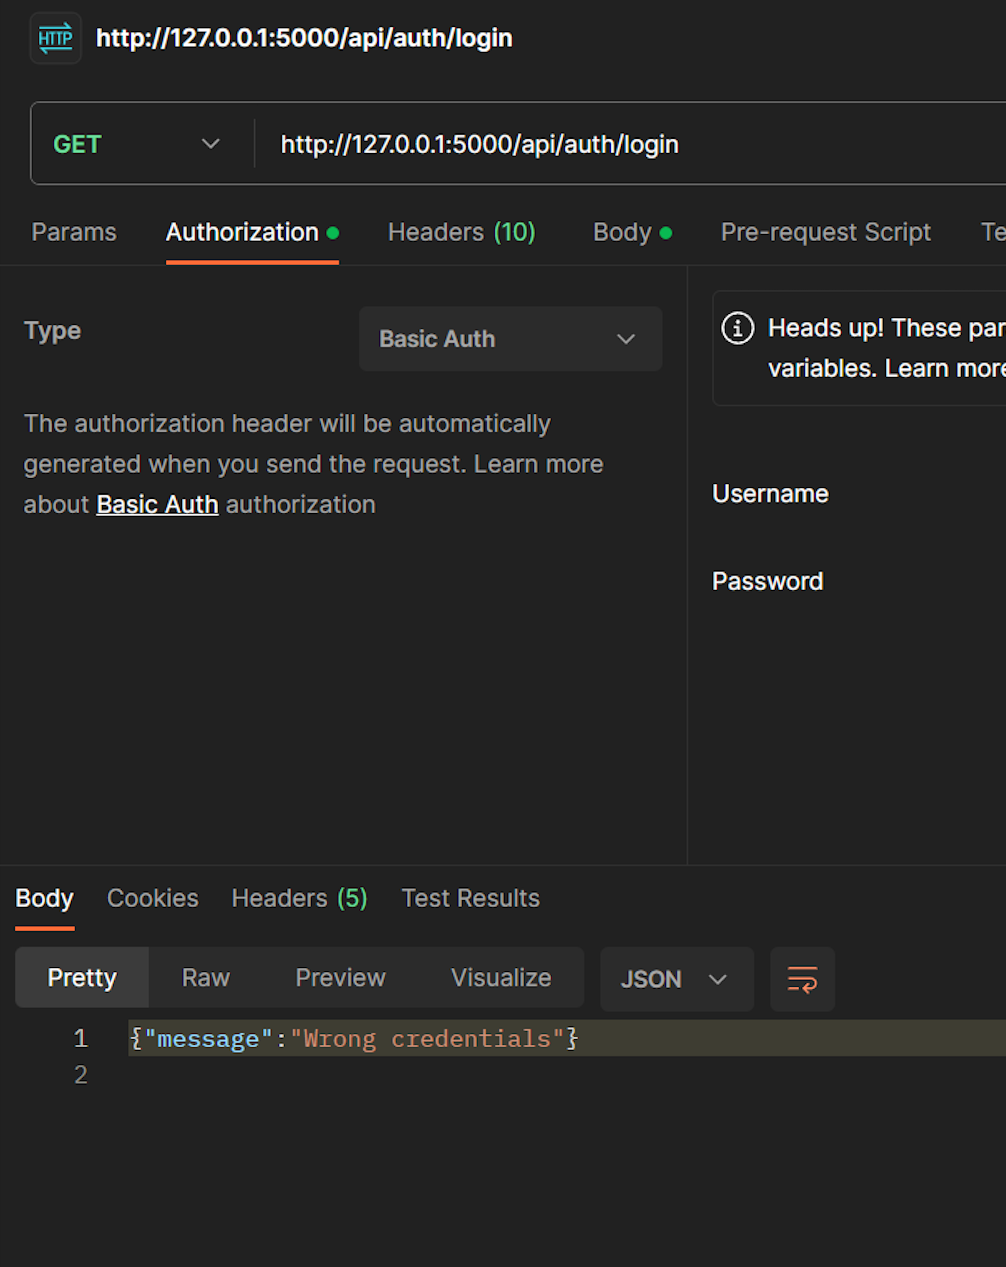 HTTP http://127.0.0.1:5000/api/auth/login
GET http://127.0.0.1:5000/api/auth/login
Params Authorization Headers (10) Body Pre-request Script Te
Type Basic Auth
The authorization header will be automatically
generated when you send the request. Learn more
about Basic Auth authorization
Heads up! These par
variables. Learn more
Username
Password
Body Cookies Headers (5) Test Results
Pretty Raw Preview Visualize JSON
1 {"message":"Wrong credentials"}
2